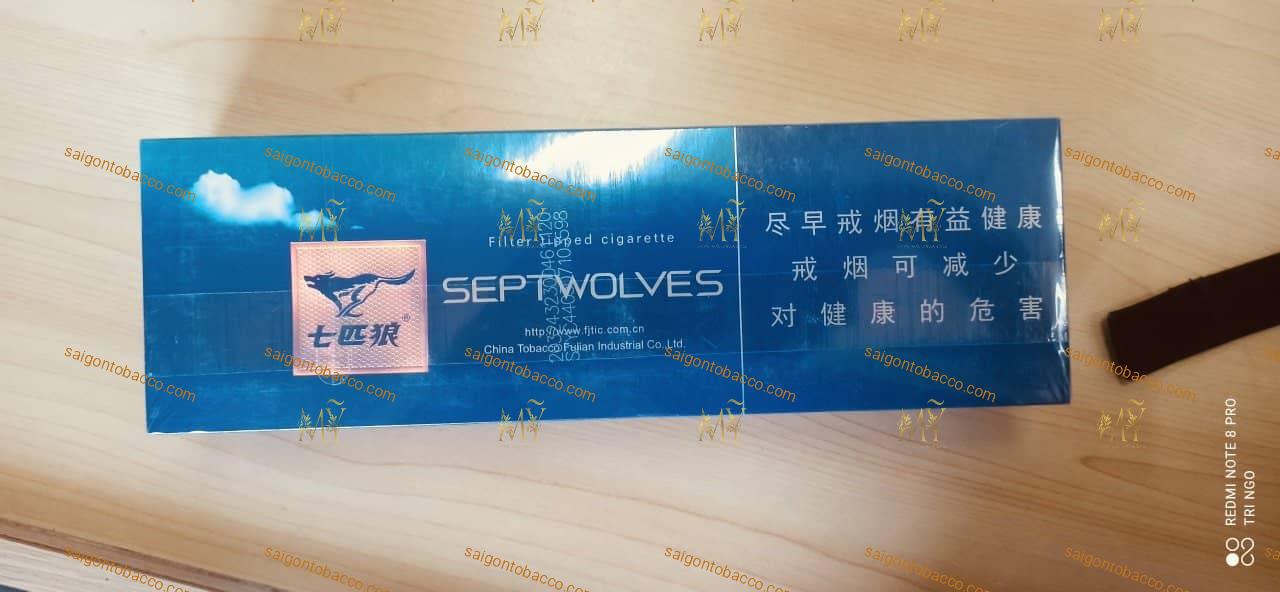 Filter tipped cigarette
SEPTWOLVES
七匹狼®
http://www.fjtic.com.cn
China Tobacco Fujian Industrial Co.,Ltd.
尽早戒烟有益健康
戒烟可减少
对健康的危害
saigontobacco.com
MỸ
REDMI NOTE 8 PRO
TRI NGO